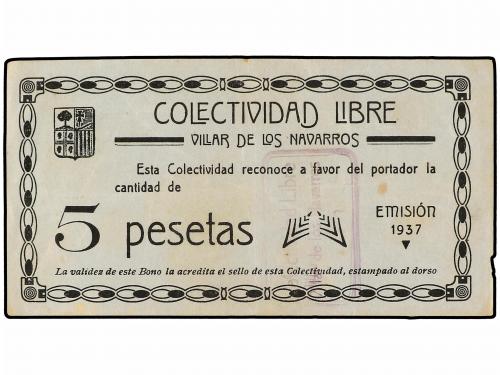 COLECTIVIDAD LIBRE
VILLAR DE LOS NAVARROS
Esta Colectividad reconoce a favor del portador la
cantidad de
5 pesetas
EMISIÓN
1937
La validez de este Bono la acredita el sello de esta Colectividad, estampado al dorso